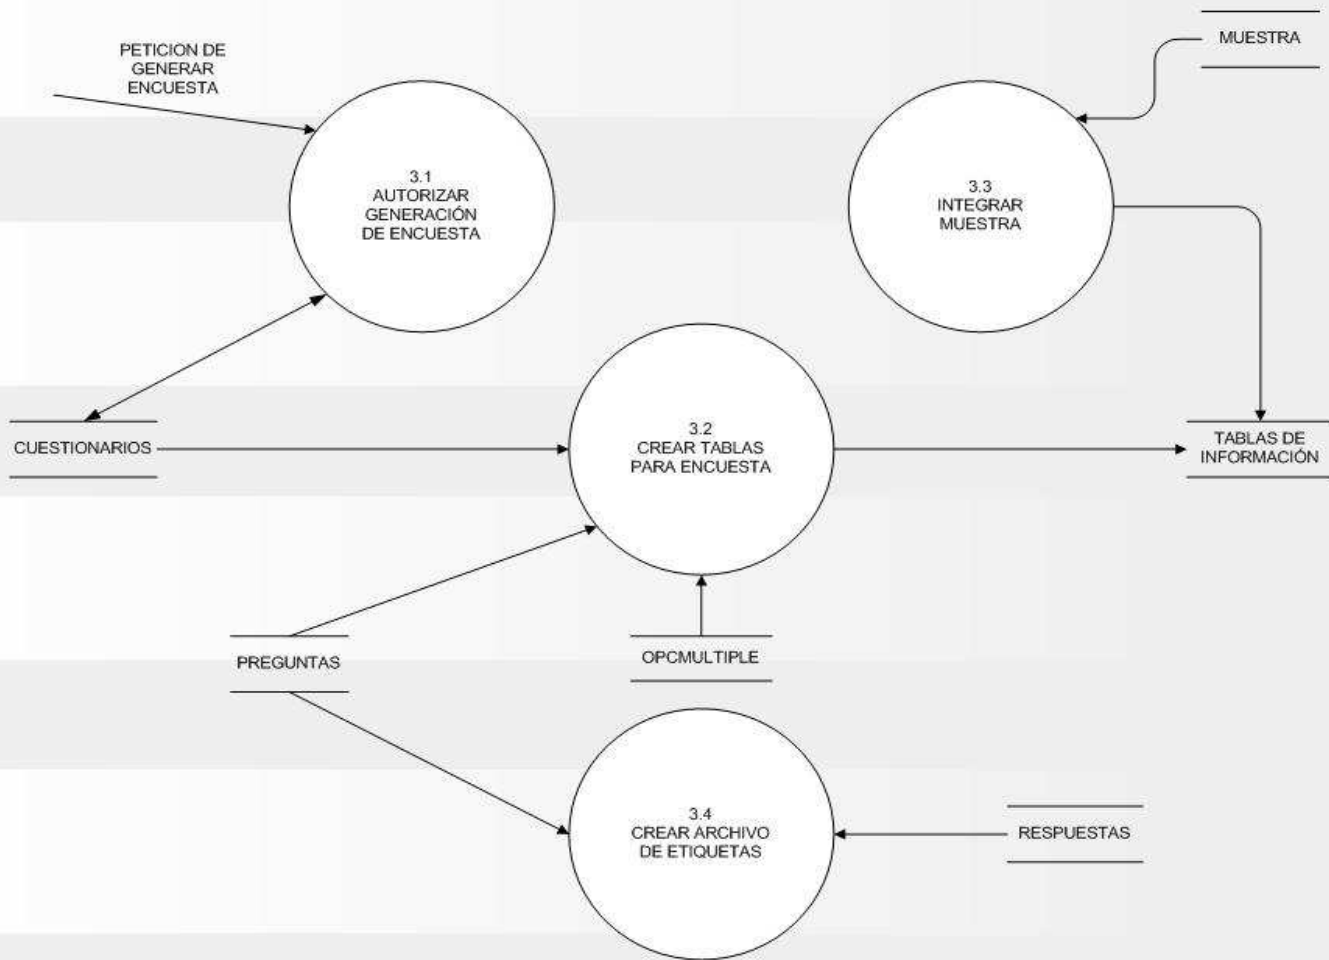 PETICION DE
GENERAR
ENCUESTA
MUESTRA
3.1
AUTORIZAR
GENERACIÓN
DE ENCUESTA
3.3
INTEGRAR
MUESTRA
CUESTIONARIOS
3.2
CREAR TABLAS
PARA ENCUESTA
TABLAS DE
INFORMACIÓN
PREGUNTAS
OPCMULTIPLE
3.4
CREAR ARCHIVO
DE ETIQUETAS
RESPUESTAS